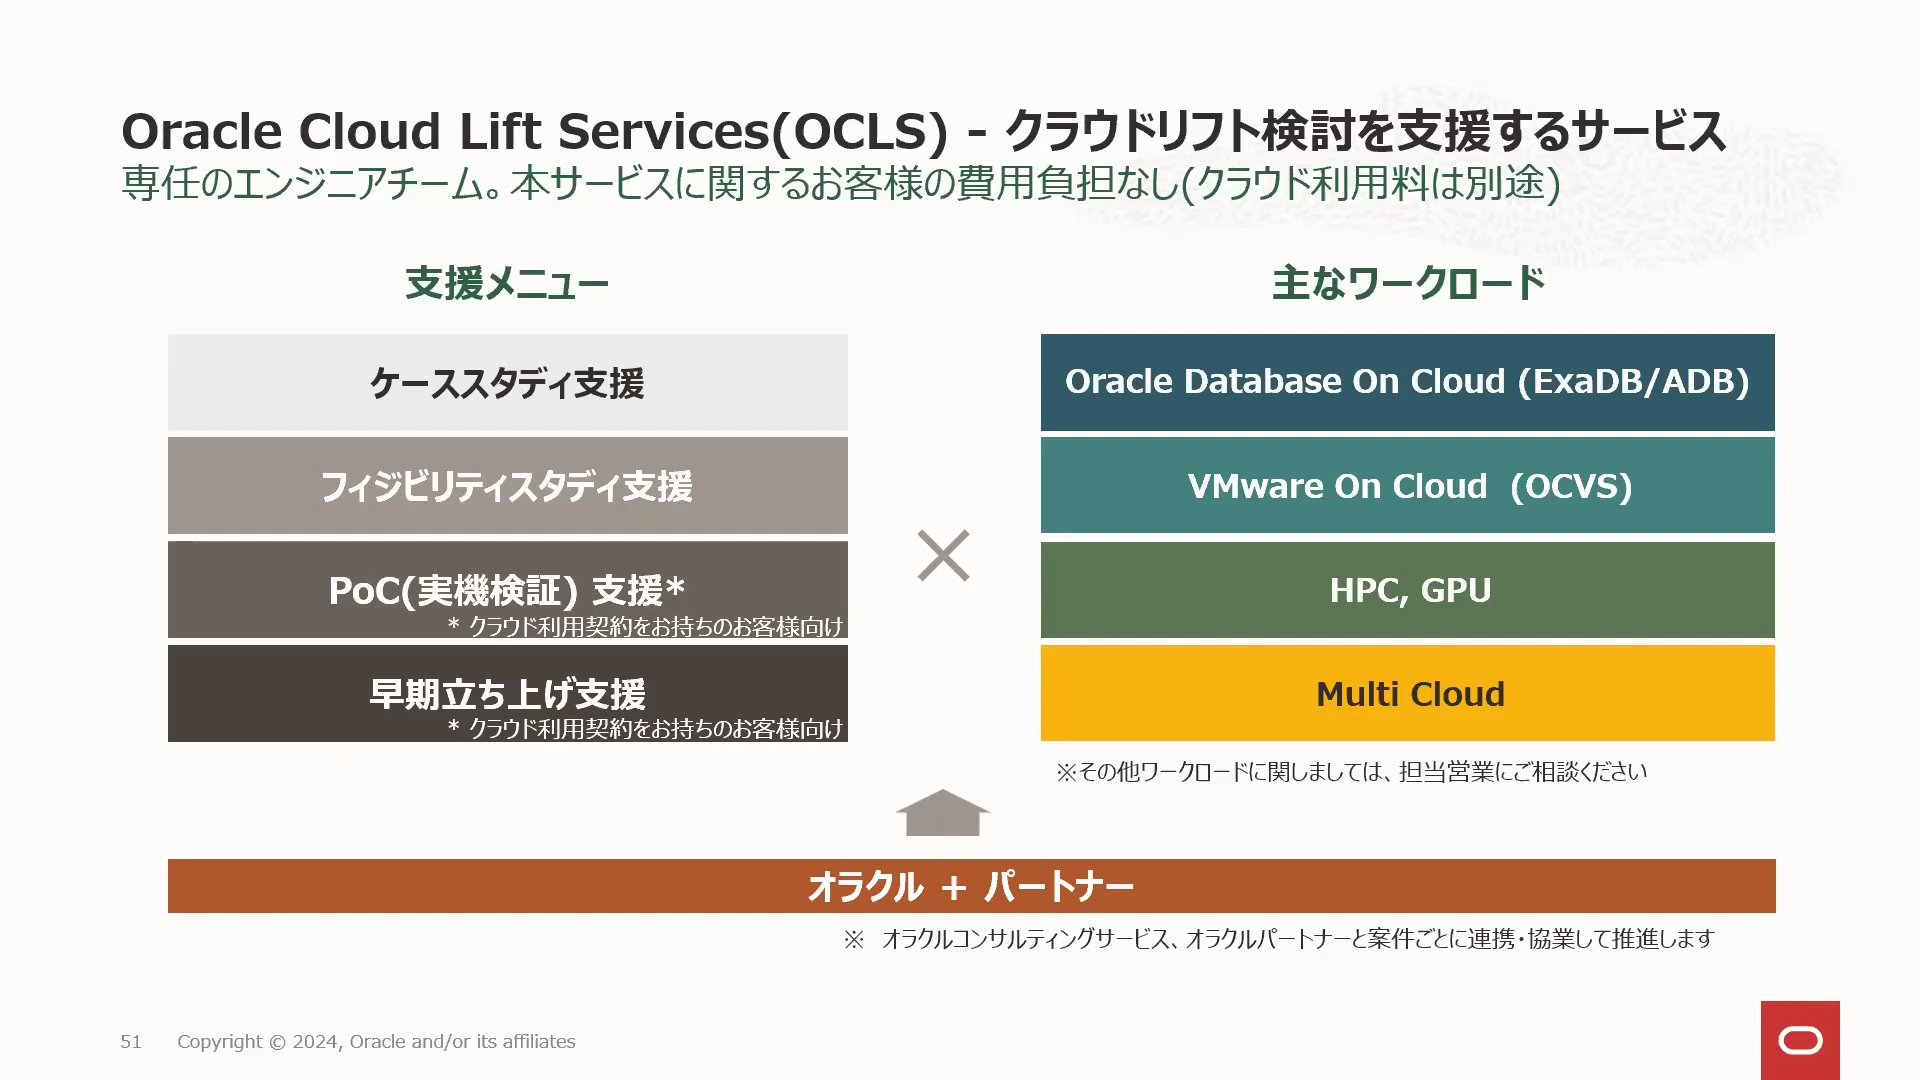 Oracle Cloud Lift Services(OCLS) - クラウドリフト検討を支援するサービス
専任のエンジニアチーム。本サービスに関するお客様の費用負担なし(クラウド利用料は別途)
支援メニュー
ケーススタディ支援
フィジビリティスタディ支援
PoC(実機検証) 支援*
* クラウド利用契約をお持ちのお客様向け
早期立ち上げ支援
* クラウド利用契約をお持ちのお客様向け
×
主なワークロード
Oracle Database On Cloud (ExaDB/ADB)
VMware On Cloud (OCVS)
HPC, GPU
Multi Cloud
※その他ワークロードに関しましては、担当営業にご相談ください
オラクル + パートナー
※ オラクルコンサルティングサービス、オラクルパートナーと案件ごとに連携・協業して推進します
51 Copyright © 2024, Oracle and/or its affiliates